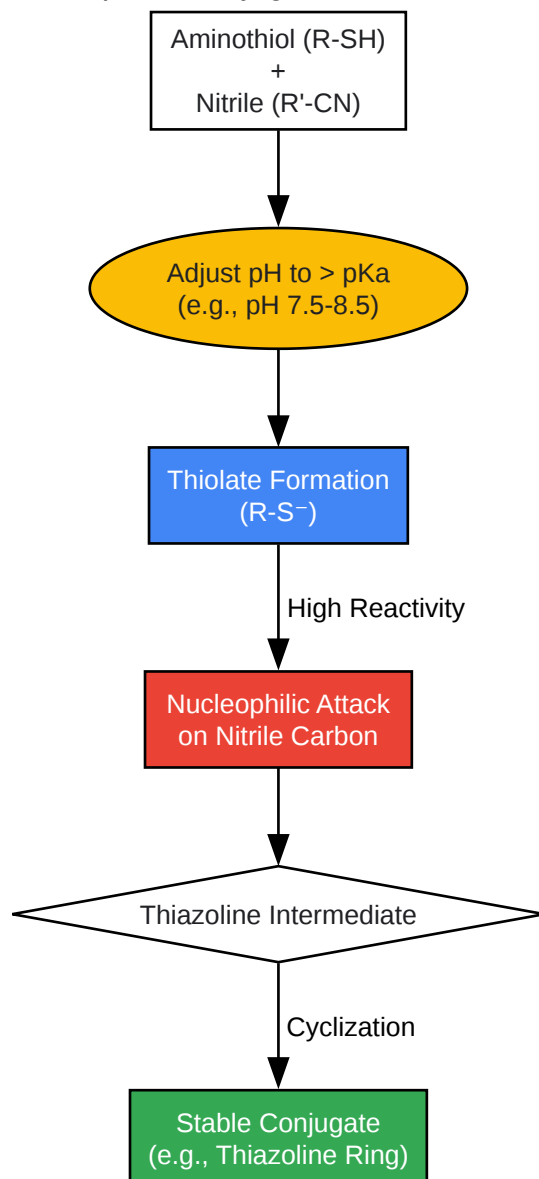 Aminothiol (R-SH)
+
Nitrile (R'-CN)
Adjust pH to > pKa
(e.g., pH 7.5-8.5)
Thiolate Formation
(R-S⁻)
High Reactivity
Nucleophilic Attack
on Nitrile Carbon
Thiazoline Intermediate
Cyclization
Stable Conjugate
(e.g., Thiazoline Ring)